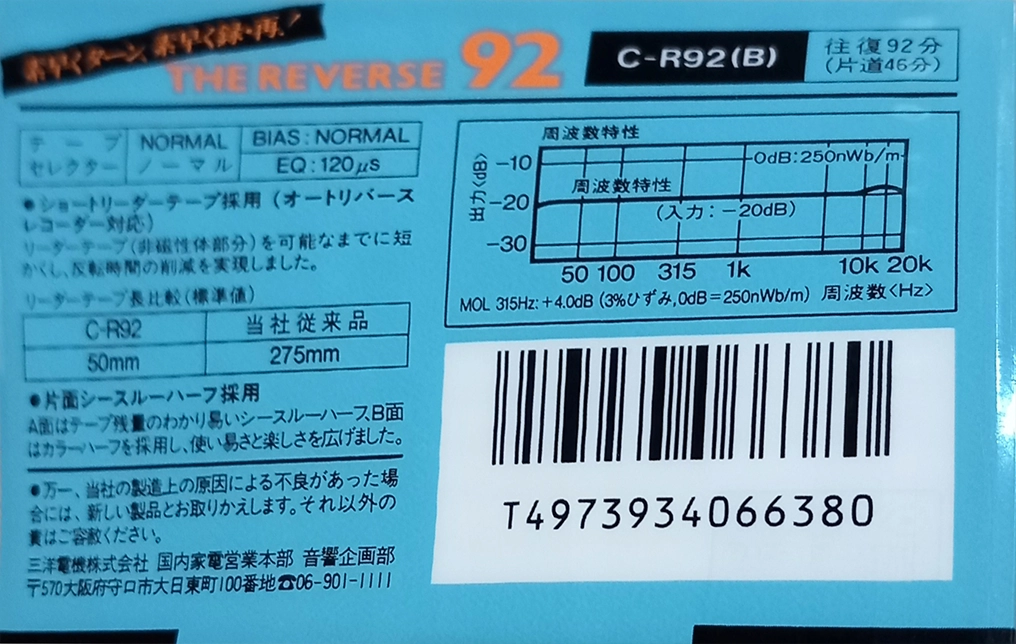 素早くターン、素早く録・再!
THE REVERSE 92
C-R92(B)
往復92分
(片道46分)
テープ
セレクター
NORMAL
ノーマル
BIAS:NORMAL
EQ:120μs
●ショートリーダーテープ採用(オートリバース
レコーダー対応)
リーダーテープ(非磁性体部分)を可能なまでに短
かくし、反転時間の削減を実現しました。
リーダーテープ長比較(標準値)
C-R92 当社従来品
50mm 275mm
●片面シースルーハーフ採用
A面はテープ残量のわかり易いシースルーハーフ、B面
はカラーハーフを採用し、使い易さと楽しさを広げました。
●万一、当社の製造上の原因による不良があった場
合には、新しい製品とお取りかえします。それ以外の
責はご容赦ください。
三洋電機株式会社 国内家電営業本部 音響企画部
〒570大阪府守口市大日東町100番地☎06-901-1111
周波数特性
出力<dB>
-10
-20
-30
0dB:250nWb/m
周波数特性
(入力:-20dB)
50 100 315 1k 10k 20k
MOL 315Hz:+4.0dB (3%ひずみ,0dB=250nWb/m) 周波数<Hz>
T4973934066380